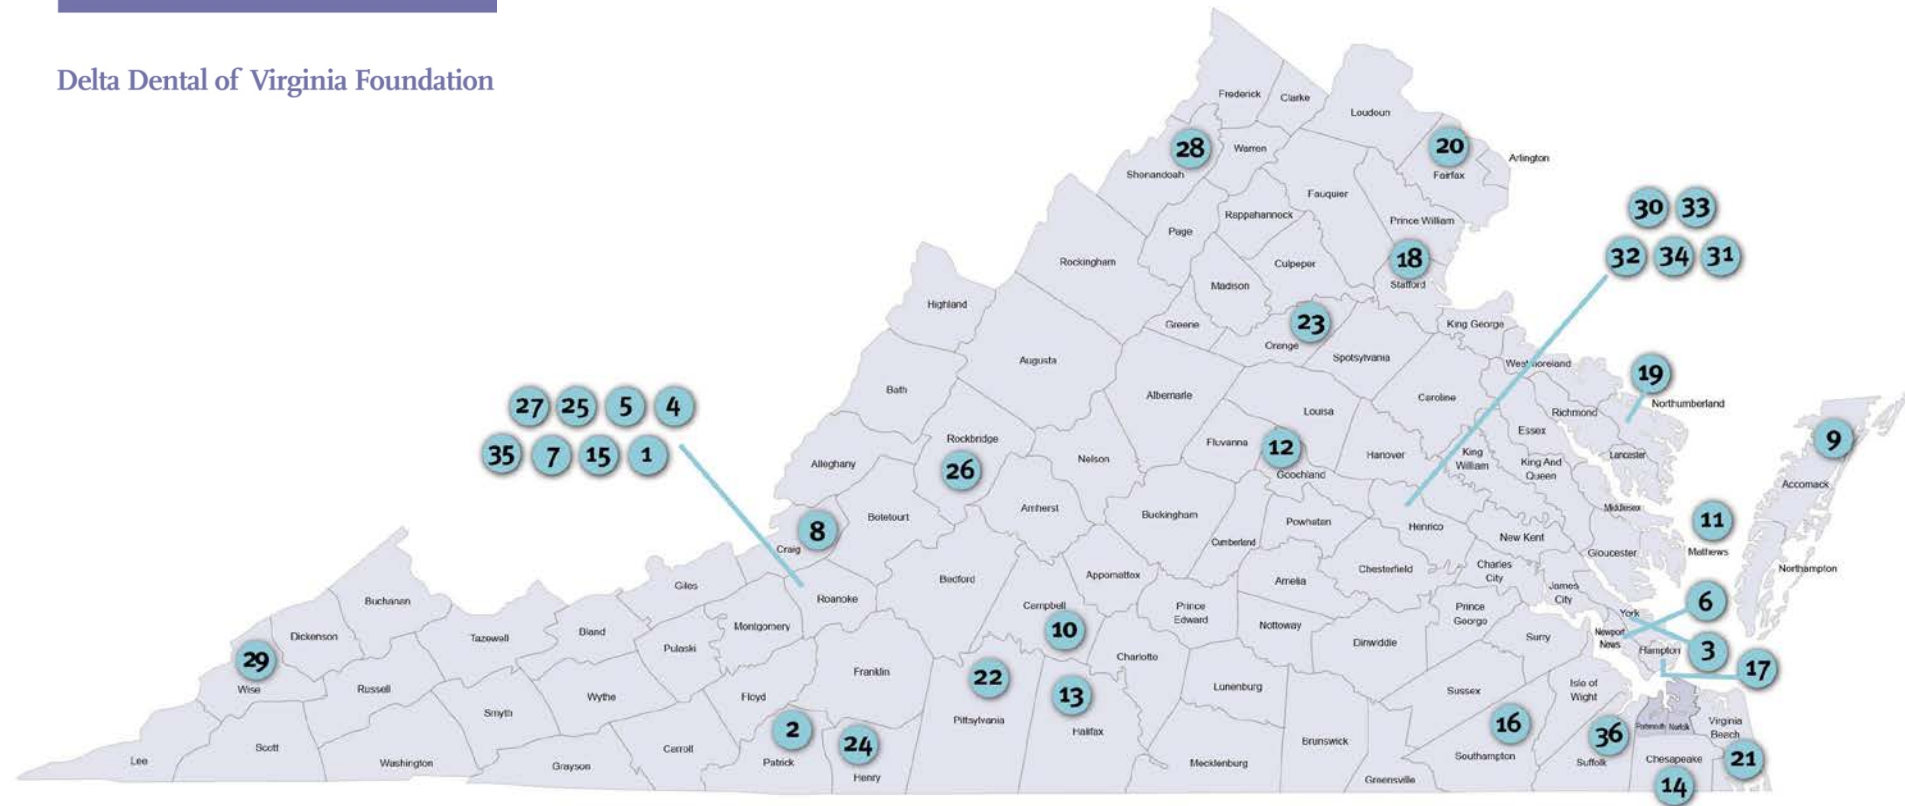 Delta Dental of Virginia Foundation
Frederick
Clarke
Loudoun
28
Warren
20
Arlington
Shenandoah
Fairfax
Fauquier
30 33
Rappahannock
Prince William
Page
32 34 31
Rockingham
Culpeper
18
Madison
Stafford
Highland
Greene
23
King George
Orange
Spotsylvania
Augusta
Westmoreland
19
Bath
Albemarle
Caroline
Northumberland
27 25 5 4
Louisa
Richmond
Essex
9
Rockbridge
Fluvanna
12
35 7 15 1
Hanover
King
William
Lancaster
Alleghany
26
Nelson
King And
Queen
Goochland
Accomack
Amherst
Middlesex
Botetourt
Buckingham
Powhatan
Henrico
11
8
New Kent
Craig
Cumberland
Gloucester
Mathews
Bedford
Appomattox
Chesterfield
Charles
City
Northampton
Giles
Amelia
James
City
Buchanan
Roanoke
Campbell
Prince
Edward
Prince
George
York
6
Dickenson
Tazewell
Bland
Montgomery
10
Nottoway
Dinwiddie
Surry
Newport
News
Pulaski
Hampton
3
29
Charlotte
17
Wise
Russell
Wythe
Floyd
Franklin
22
13
Lunenburg
Sussex
Isle of
Wight
Smyth
Pittsylvania
Halifax
16
Portsmouth Norfolk
Virginia
Beach
Scott
Carroll
2
24
Brunswick
36
Lee
Washington
Grayson
Patrick
Henry
Mecklenburg
Southampton
Suffolk
Chesapeake
21
Greensville
14